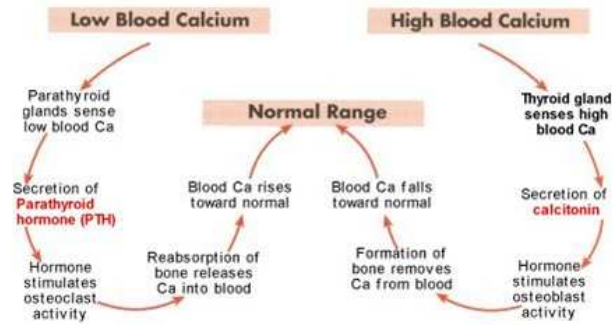 Low Blood Calcium
High Blood Calcium
Parathyroid
glands sense
low blood Ca
Normal Range
Thyroid gland
senses high
blood Ca
Secretion of
Parathyroid
hormone (PTH)
Blood Ca rises
toward normal
Blood Ca falls
toward normal
Secretion of
calcitonin
Hormone
stimulates
osteoclast
activity
Reabsorption of
bone releases
Ca into blood
Formation of
bone removes
Ca from blood
Hormone
stimulates
osteoblast
activity